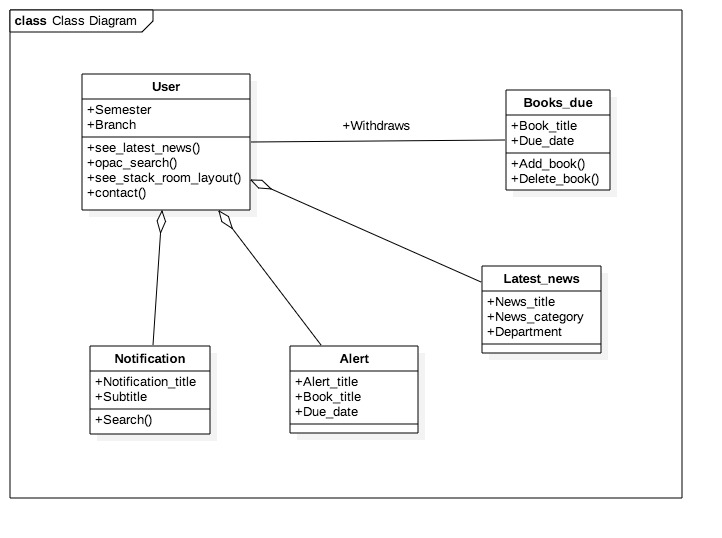 class Class Diagram
User
+Semester
+Branch
+see_latest_news()
+opac_search()
+see_stack_room_layout()
+contact()
+Withdraws
Books_due
+Book_title
+Due_date
+Add_book()
+Delete_book()
Latest_news
+News_title
+News_category
+Department
Notification
+Notification_title
+Subtitle
+Search()
Alert
+Alert_title
+Book_title
+Due_date